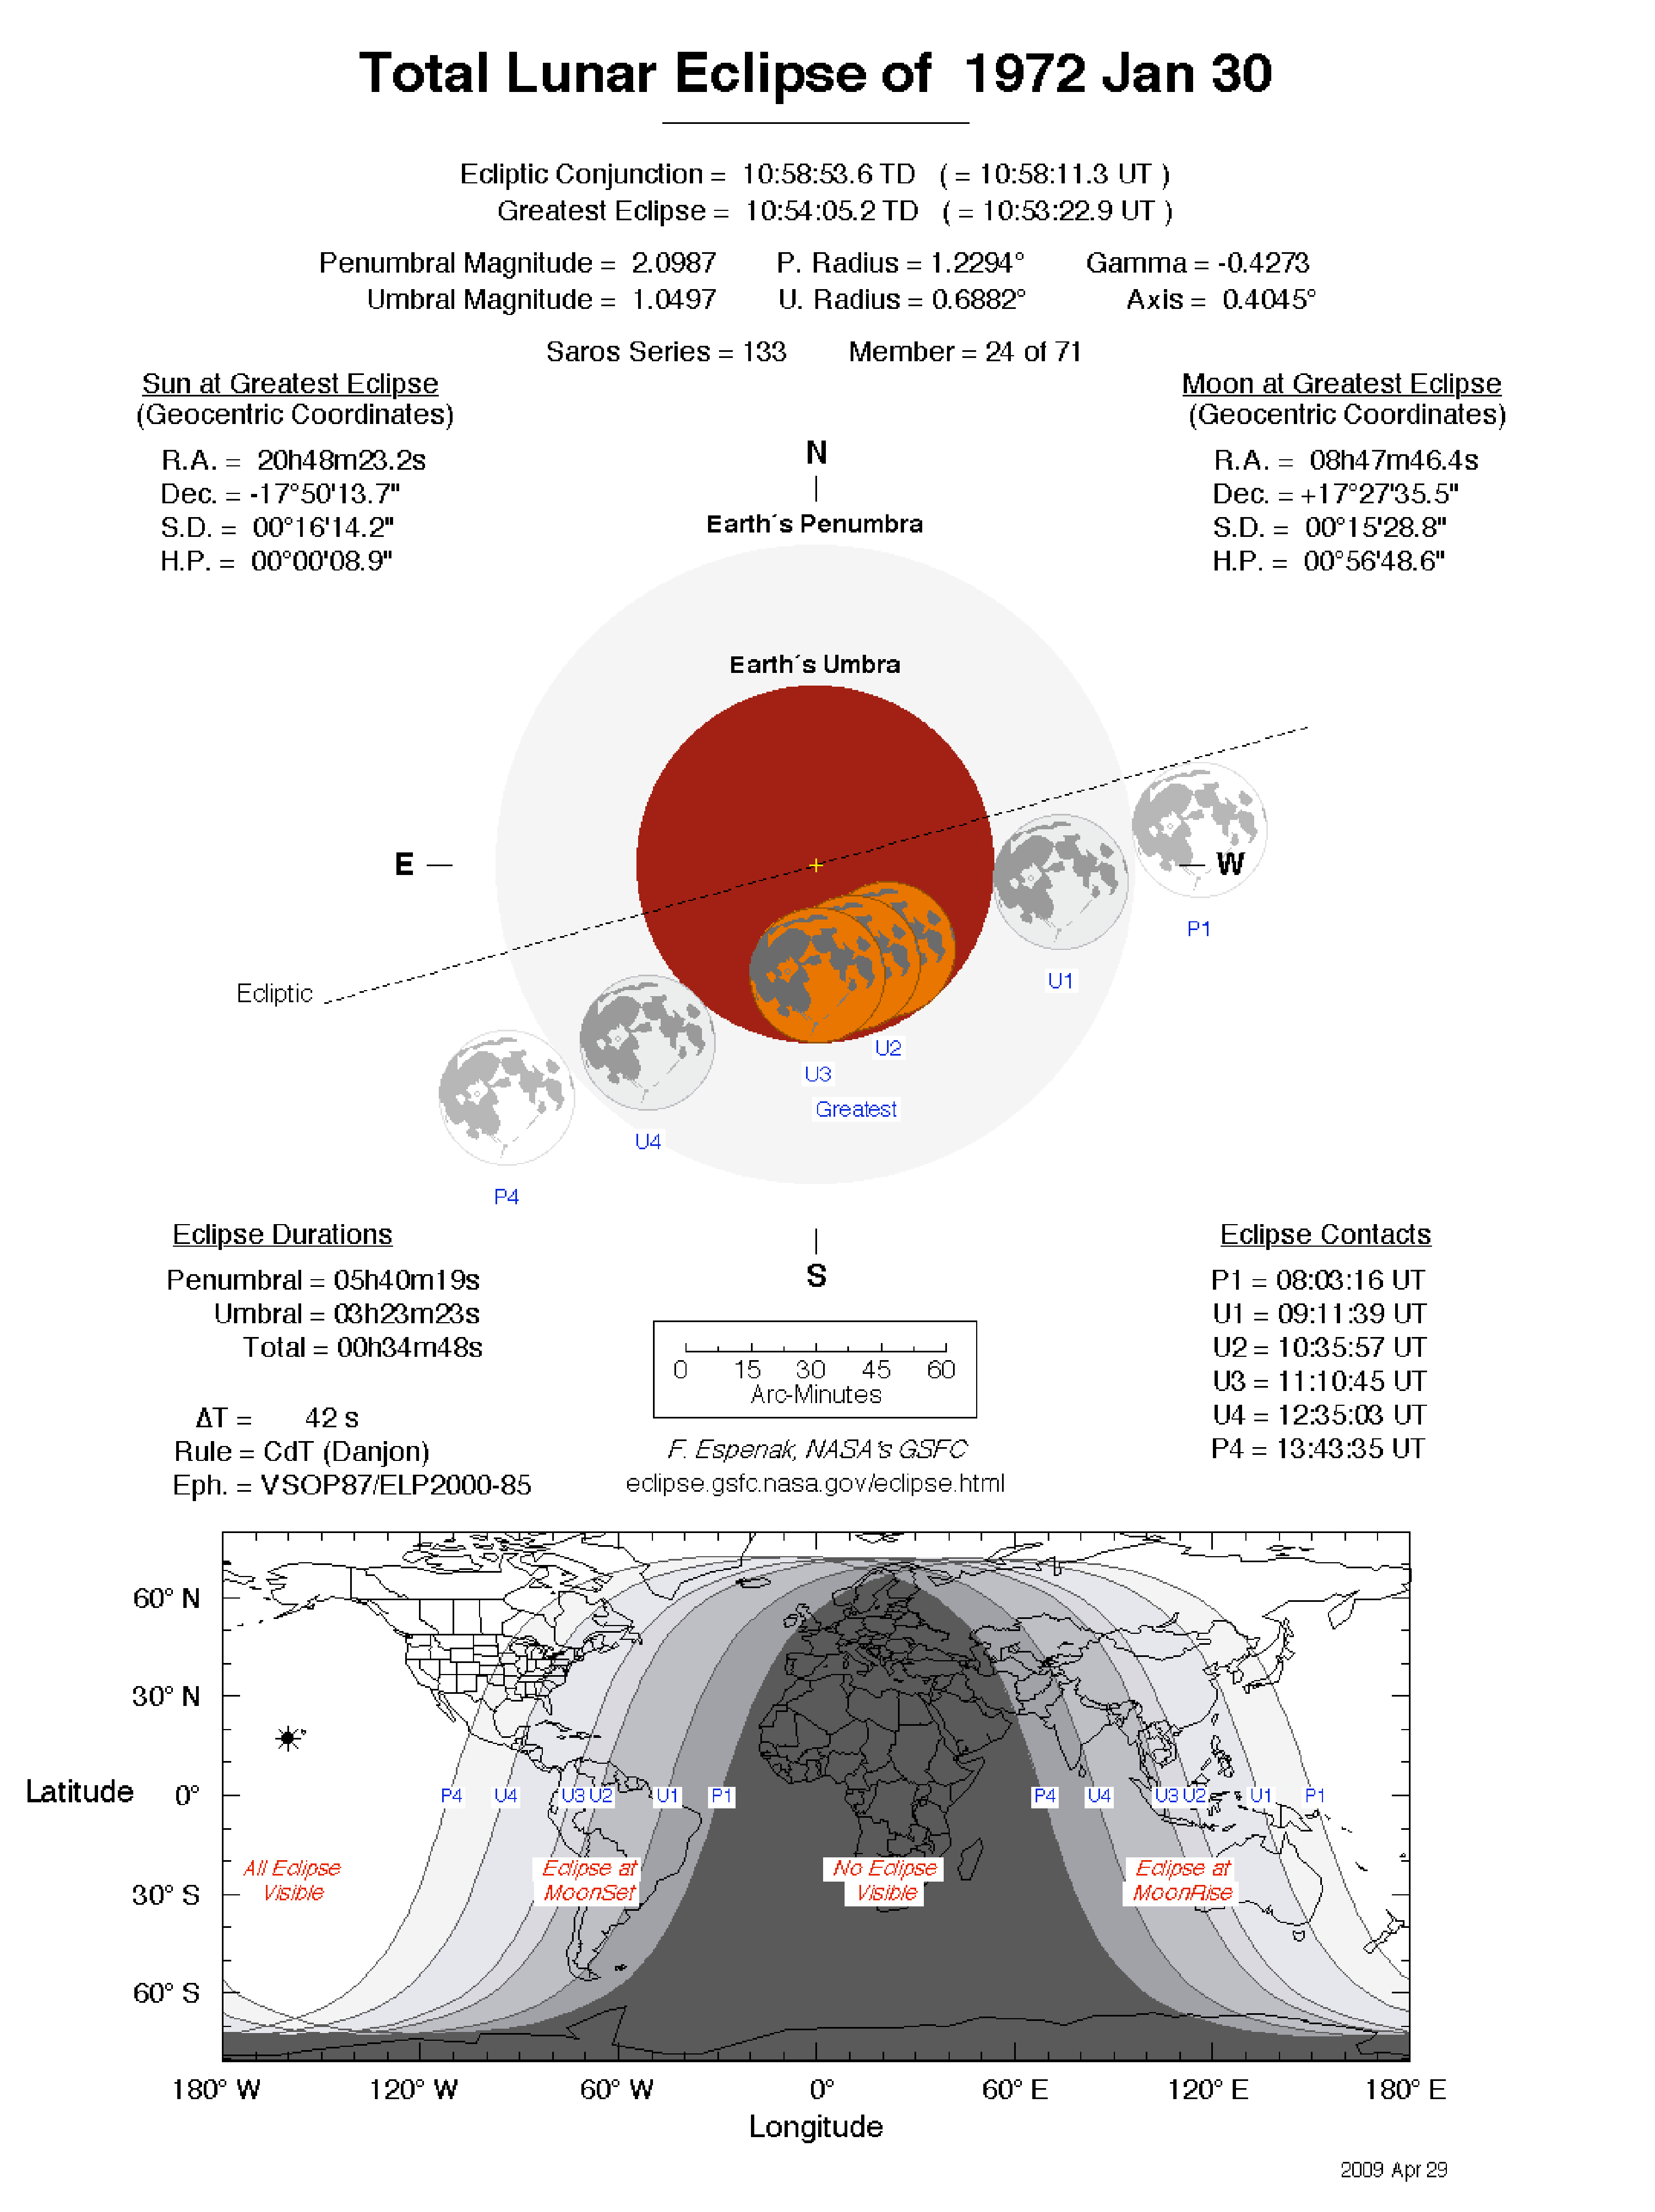 Total Lunar Eclipse of 1972 Jan 30
Ecliptic Conjunction = 10:58:53.6 TD ( = 10:58:11.3 UT )
Greatest Eclipse = 10:54:05.2 TD ( = 10:53:22.9 UT )
Penumbral Magnitude = 2.0987 P. Radius = 1.2294° Gamma = -0.4273
Umbral Magnitude = 1.0497 U. Radius = 0.6882° Axis = 0.4045°
Saros Series = 133 Member = 24 of 71
Sun at Greatest Eclipse
(Geocentric Coordinates)
R.A. = 20h48m23.2s
Dec. = -17°50'13.7"
S.D. = 00°16'14.2"
H.P. = 00°00'08.9"
Moon at Greatest Eclipse
(Geocentric Coordinates)
R.A. = 08h47m46.4s
Dec. = +17°27'35.5"
S.D. = 00°15'28.8"
H.P. = 00°56'48.6"
N
Earth´s Penumbra
Earth´s Umbra
E
W
P1
U1
Ecliptic
U2
U3
Greatest
U4
P4
S
Eclipse Durations
Penumbral = 05h40m19s
Umbral = 03h23m23s
Total = 00h34m48s
ΔT = 42 s
Rule = CdT (Danjon)
Eph. = VSOP87/ELP2000-85
0 15 30 45 60
Arc-Minutes
F. Espenak, NASA's GSFC
eclipse.gsfc.nasa.gov/eclipse.html
Eclipse Contacts
P1 = 08:03:16 UT
U1 = 09:11:39 UT
U2 = 10:35:57 UT
U3 = 11:10:45 UT
U4 = 12:35:03 UT
P4 = 13:43:35 UT
60° N
30° N
Latitude 0°
30° S
60° S
P4 U4 U3 U2 U1 P1 P4 U4 U3 U2 U1 P1
All Eclipse
Visible
Eclipse at
MoonSet
No Eclipse
Visible
Eclipse at
MoonRise
180° W 120° W 60° W 0° 60° E 120° E 180° E
Longitude
2009 Apr 29